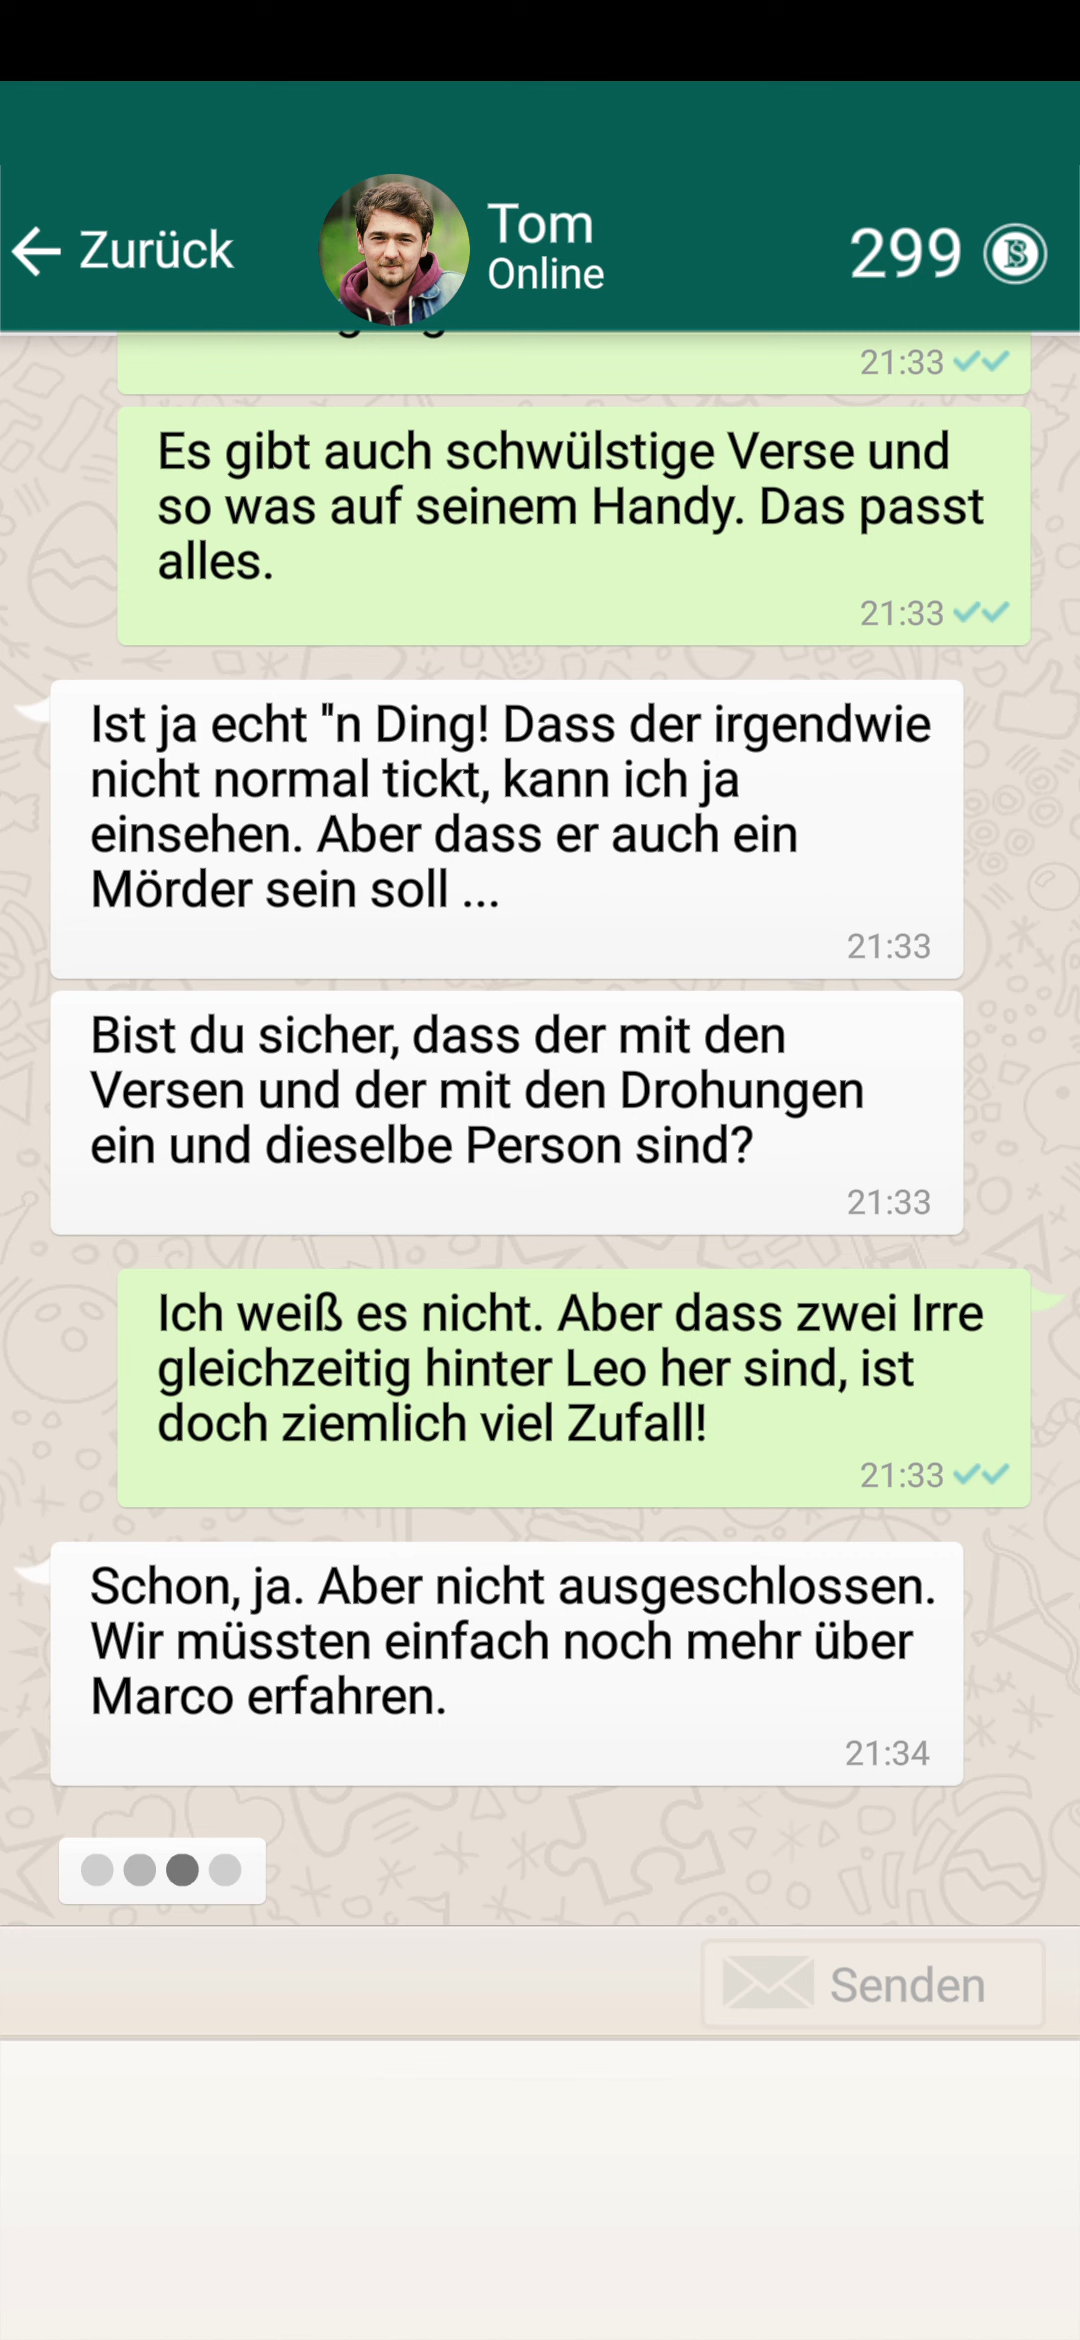 ← Zurück
Tom
Online
299
21:33
Es gibt auch schwülstige Verse und
so was auf seinem Handy. Das passt
alles.
21:33
Ist ja echt "n Ding! Dass der irgendwie
nicht normal tickt, kann ich ja
einsehen. Aber dass er auch ein
Mörder sein soll ...
21:33
Bist du sicher, dass der mit den
Versen und der mit den Drohungen
ein und dieselbe Person sind?
21:33
Ich weiß es nicht. Aber dass zwei Irre
gleichzeitig hinter Leo her sind, ist
doch ziemlich viel Zufall!
21:33
Schon, ja. Aber nicht ausgeschlossen.
Wir müssten einfach noch mehr über
Marco erfahren.
21:34
Senden